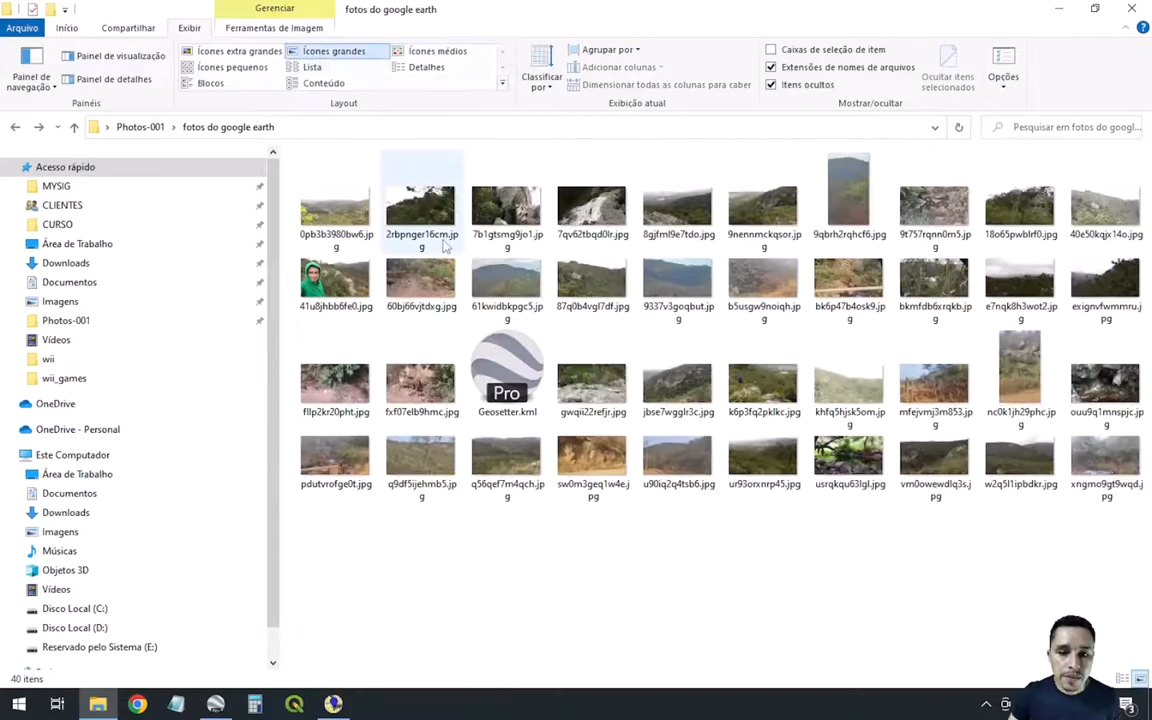 Gerenciar
fotos do google earth
Arquivo
Início
Compartilhar
Exibir
Ferramentas de Imagem
Painel de navegação
Painel de visualização
Painel de detalhes
Painéis
Ícones extra grandes
Ícones grandes
Ícones médios
Ícones pequenos
Lista
Detalhes
Blocos
Conteúdo
Layout
Classificar por
Agrupar por
Adicionar colunas
Dimensionar todas as colunas para caber
Exibição atual
Caixas de seleção de item
Extensões de nomes de arquivos
Itens ocultos
Ocultar itens selecionados
Mostrar/ocultar
Opções
Photos-001 › fotos do google earth
Pesquisar em fotos do googl...
Acesso rápido
MYSIG
CLIENTES
CURSO
Área de Trabalho
Downloads
Documentos
Imagens
Photos-001
Vídeos
wii
wii_games
OneDrive
OneDrive - Personal
Este Computador
Área de Trabalho
Documentos
Downloads
Imagens
Músicas
Objetos 3D
Vídeos
Disco Local (C:)
Disco Local (D:)
Reservado pelo Sistema (E:)
0pb3b3980bw6.jpg
2rbpnger16cm.jpg
7b1gtsmg9jo1.jpg
7qv62tbqd0lr.jpg
8gjfml9e7tdo.jpg
9nennmckqsor.jpg
9qbrh2rqhcf6.jpg
9t757rqnn0m5.jpg
18o65pwblrf0.jpg
40e50kqjx14o.jpg
41u8jhbb6fe0.jpg
60bj66vjtdxg.jpg
61kwidbkpgc5.jpg
87q0b4vgl7df.jpg
9337v3goqbut.jpg
b5usgw9noiqh.jpg
bk6p47b4osk9.jpg
bkmfdb6xrqkb.jpg
e7nqk8h3wot2.jpg
exignvfwmmru.jpg
fllp2kr20pht.jpg
fxf07elb9hmc.jpg
Pro
Geosetter.kml
gwqii22refjr.jpg
jbse7wgglr3c.jpg
k6p3fq2pklkc.jpg
khfq5hjsk5om.jpg
mfejvmj3m853.jpg
nc0k1jh29phc.jpg
ouu9q1mnspjc.jpg
pdutvrofge0t.jpg
q9df5ijehmb5.jpg
q56qef7m4qch.jpg
sw0m3geq1w4e.jpg
u90iq2q4tsb6.jpg
ur93orxnrp45.jpg
usrqkqu63lgl.jpg
vm0owewdlq3s.jpg
w2q5l1ipbdkr.jpg
xngmo9gt9wqd.jpg
40 itens
3